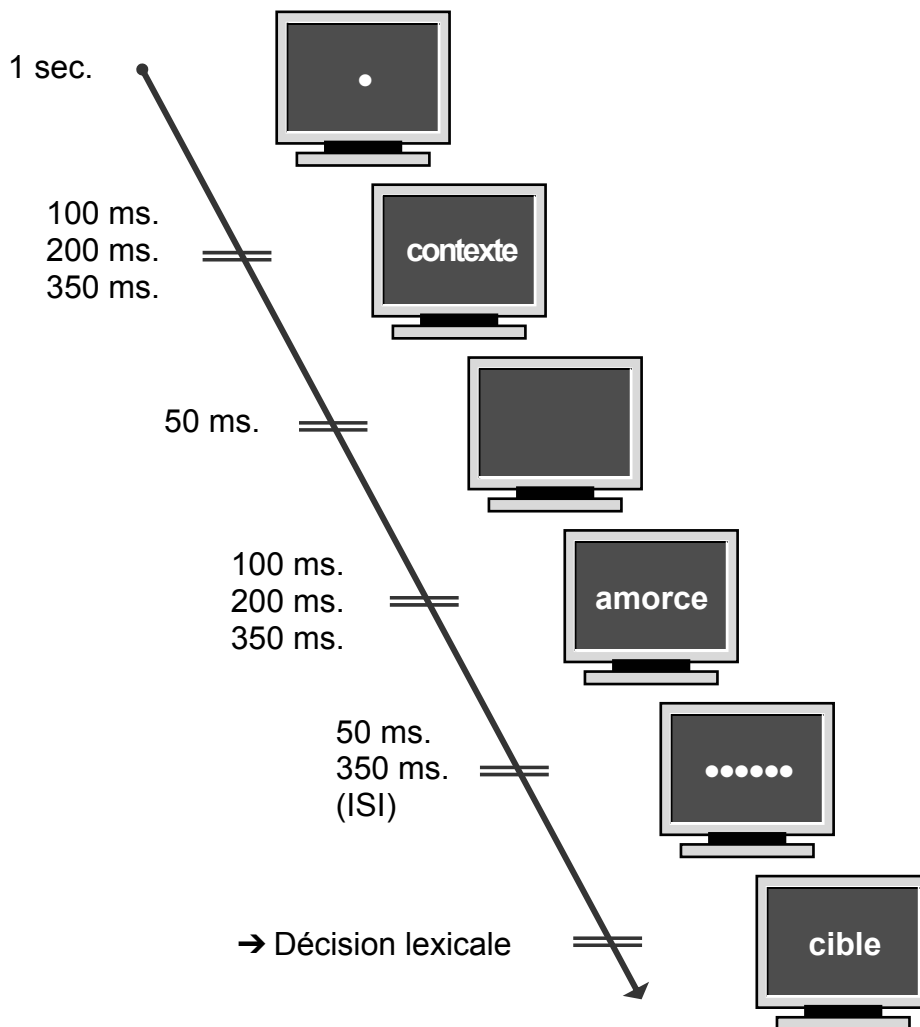 1 sec.
100 ms.
200 ms.
350 ms.
contexte
50 ms.
100 ms.
200 ms.
350 ms.
amorce
50 ms.
350 ms.
(ISI)
➔ Décision lexicale
cible